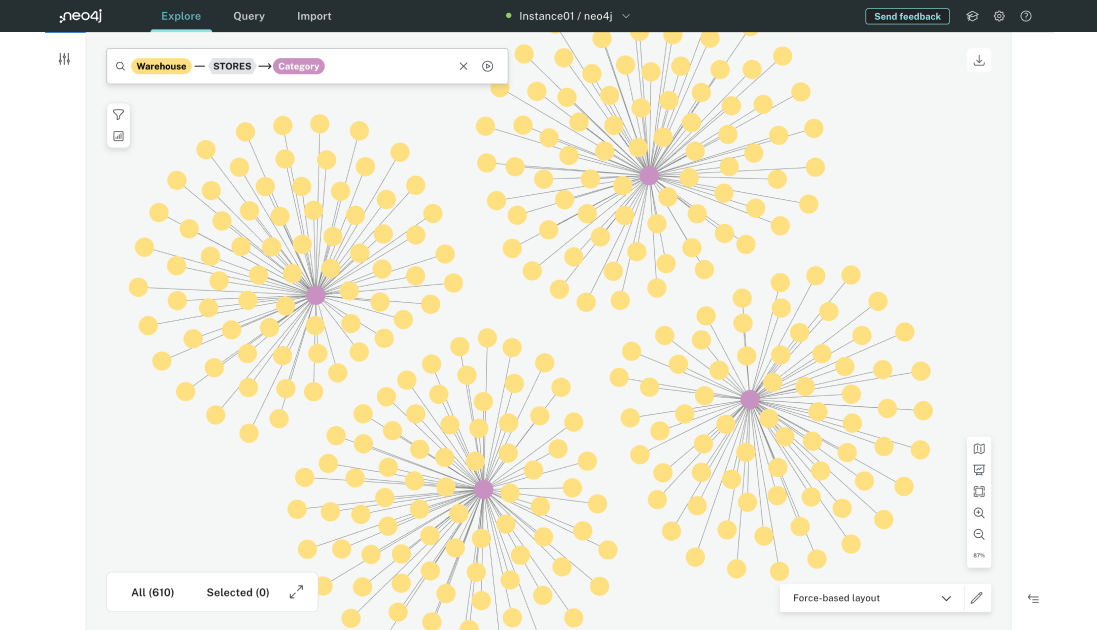 :neo4j Explore Query Import Instance01 / neo4j Send feedback
Warehouse STORES Category
87%
All (610) Selected (0)
Force-based layout